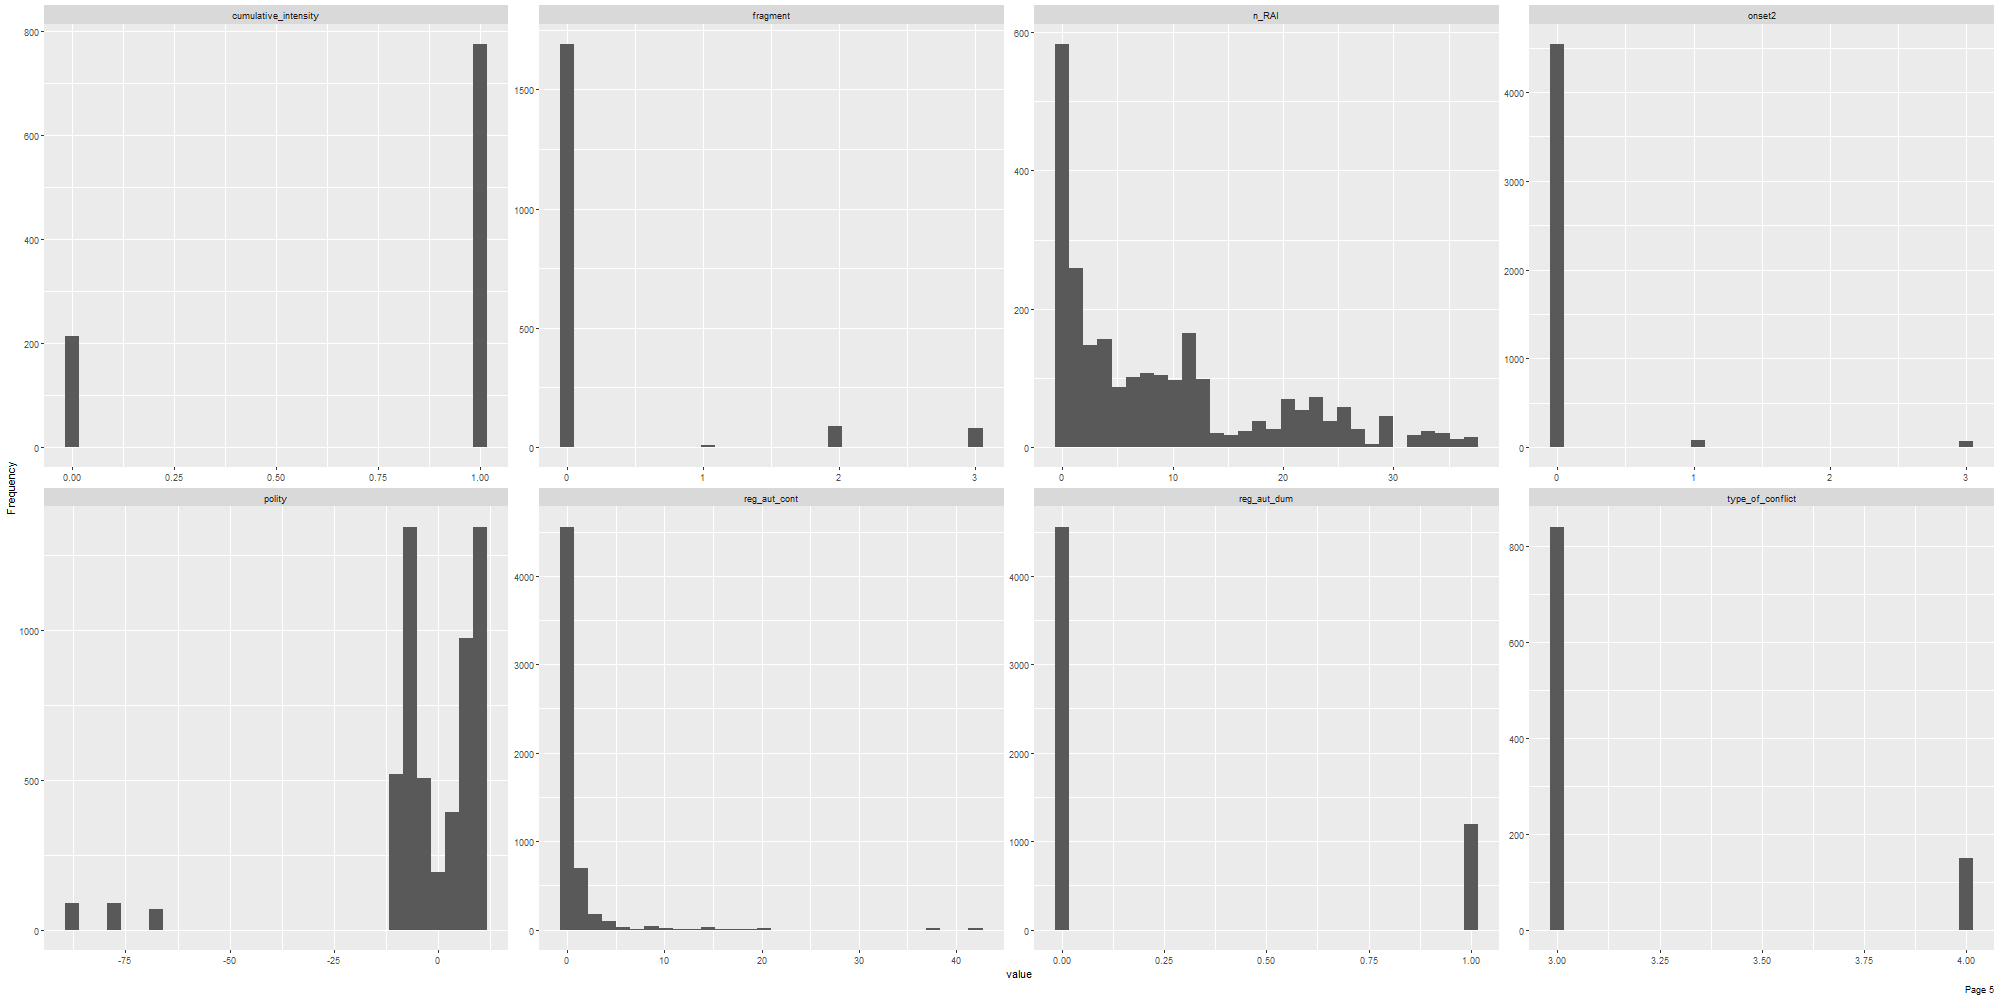 cumulative_intensity fragment n_RAI onset2
800
600
400
200
0
0.00 0.25 0.50 0.75 1.00
1500
1000
500
0
0 1 2 3
600
400
200
0
0 10 20 30
4000
3000
2000
1000
0
0 1 2 3
polity reg_aut_cont reg_aut_dum type_of_conflict
1000
500
0
-75 -50 -25 0
4000
3000
2000
1000
0
0 10 20 30 40
4000
3000
2000
1000
0
0.00 0.25 0.50 0.75 1.00
800
600
400
200
0
3.00 3.25 3.50 3.75 4.00
Frequency
value
Page 5